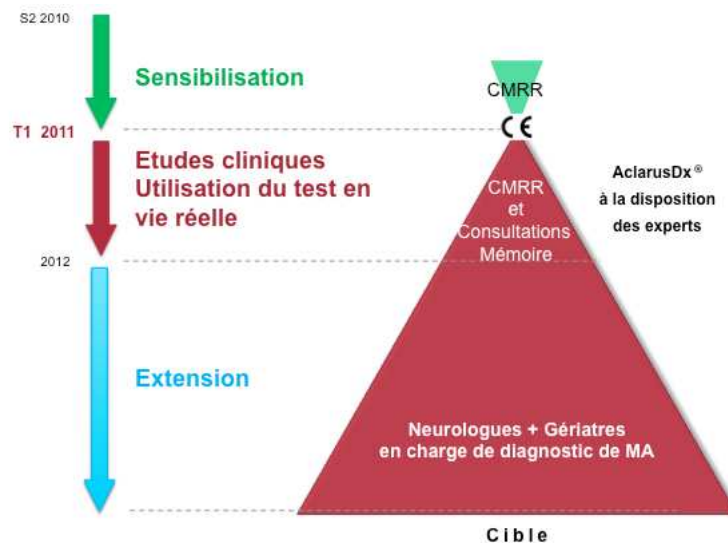 S2 2010
Sensibilisation
CMRR
CE
T1 2011
Etudes cliniques
Utilisation du test en
vie réelle
CMRR
et
Consultations
Mémoire
AclarusDx®
à la disposition
des experts
2012
Extension
Neurologues + Gériatres
en charge de diagnostic de MA
Cible